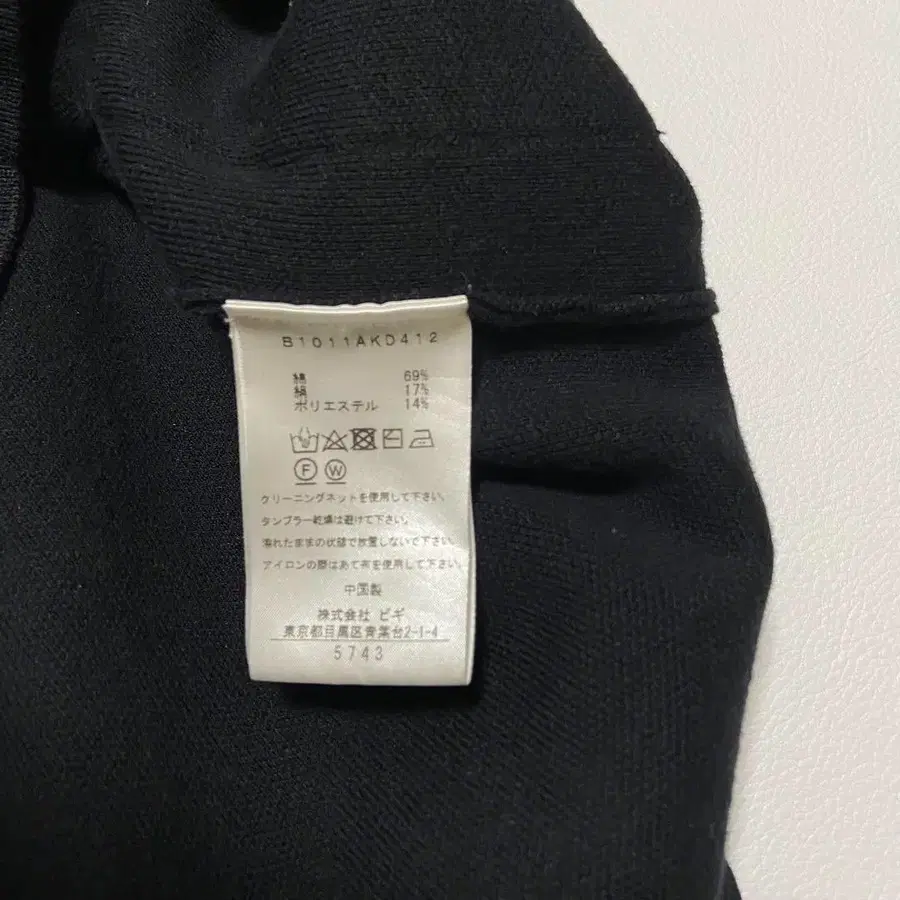 B1011AKD412
綿 69%
絹 17%
ポリエステル 14%
F W
クリーニングネットを使用して下さい。
タンブラー乾燥は避けて下さい。
濡れたままの状態で放置しないで下さい。
アイロンの際はあて布を使用して下さい。
中国製
株式会社 ビギ
東京都目黒区青葉台2-1-4
5743